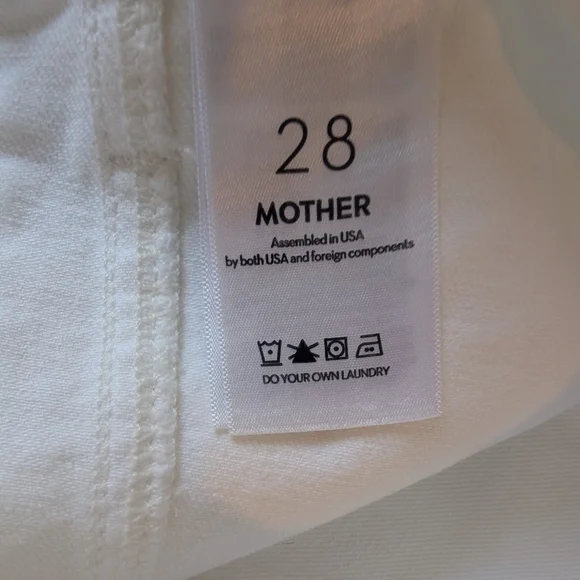 28
MOTHER
Assembled in USA
by both USA and foreign components
DO YOUR OWN LAUNDRY